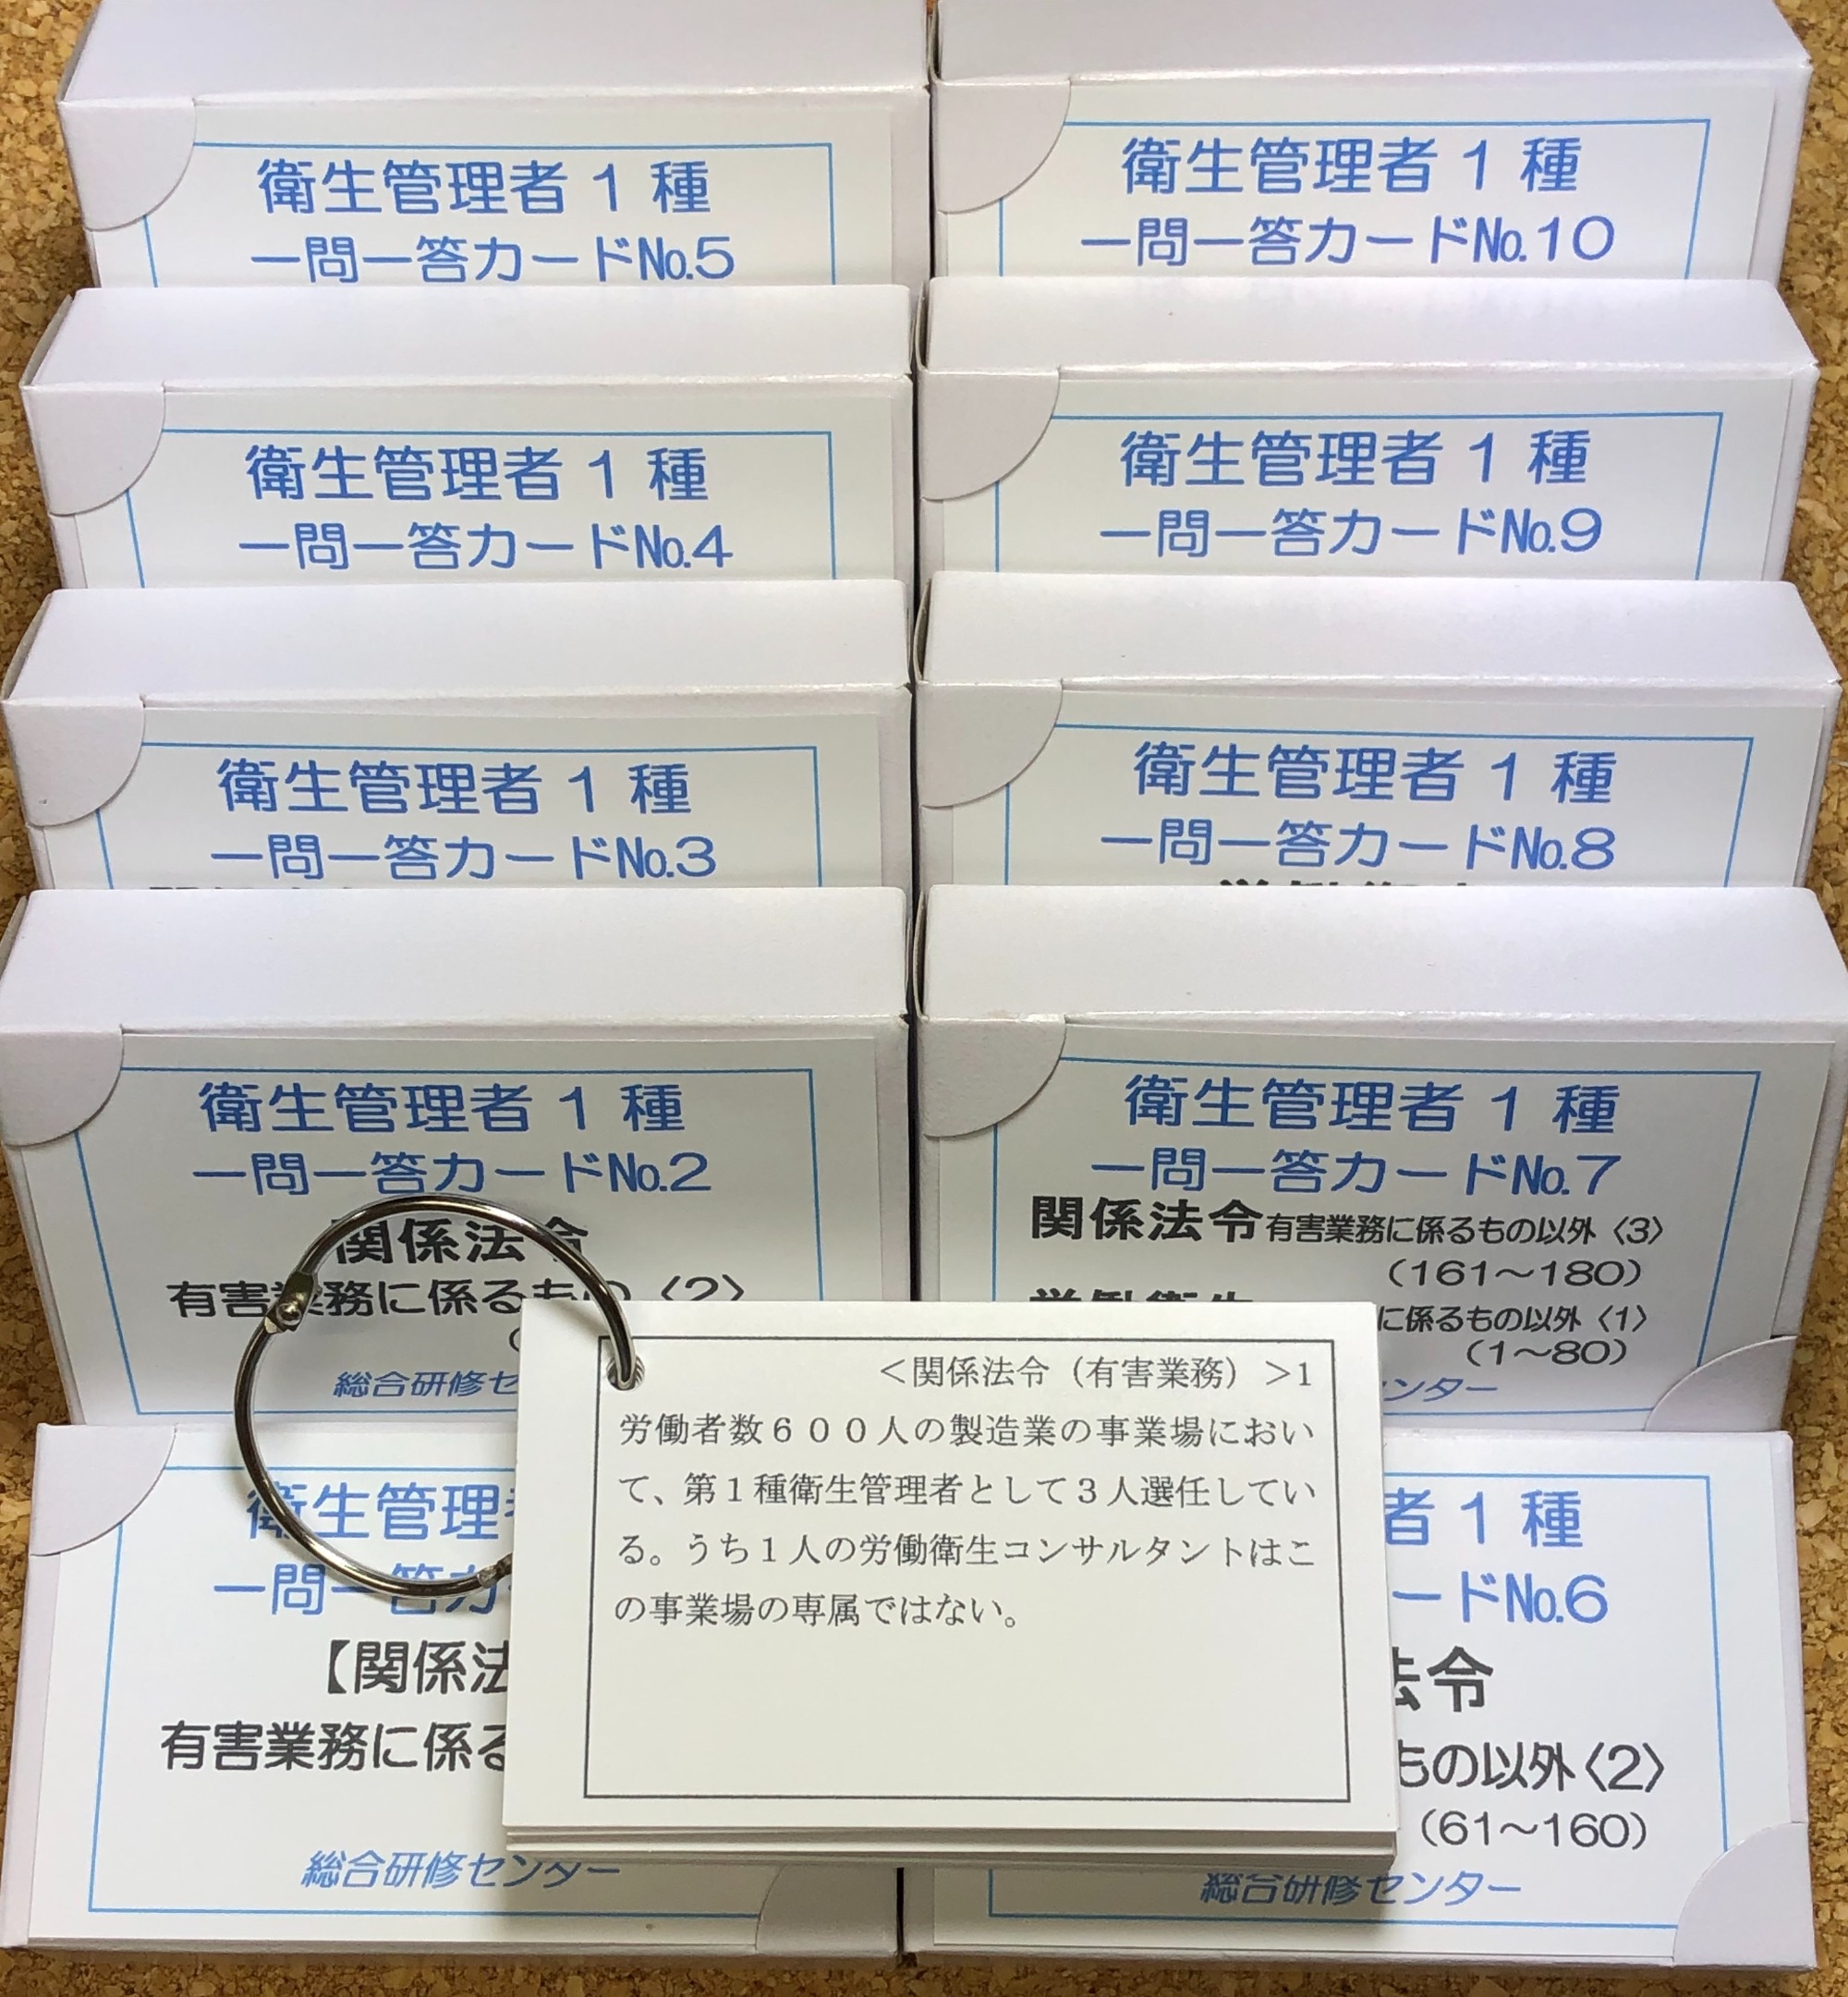 衛生管理者１種
一問一答カードNo.5
衛生管理者１種
一問一答カードNo.10
衛生管理者１種
一問一答カードNo.4
衛生管理者１種
一問一答カードNo.9
衛生管理者１種
一問一答カードNo.3
衛生管理者１種
一問一答カードNo.8
衛生管理者１種
一問一答カードNo.2
関係法令
有害業務に係るもの〈2〉
総合研修セ
衛生管理者１種
一問一答カードNo.7
関係法令有害業務に係るもの以外〈3〉
（161～180）
労働衛生
に係るもの以外〈1〉
（1～80）
ンター
＜関係法令（有害業務）＞1
労働者数６００人の製造業の事業場におい
て、第１種衛生管理者として３人選任してい
る。うち１人の労働衛生コンサルタントはこ
の事業場の専属ではない。
衛生管理
一問一答カ
【関係法
有害業務に係る
総合研修センター
者１種
ードNo.6
法令
もの以外〈2〉
（61～160）
総合研修センター